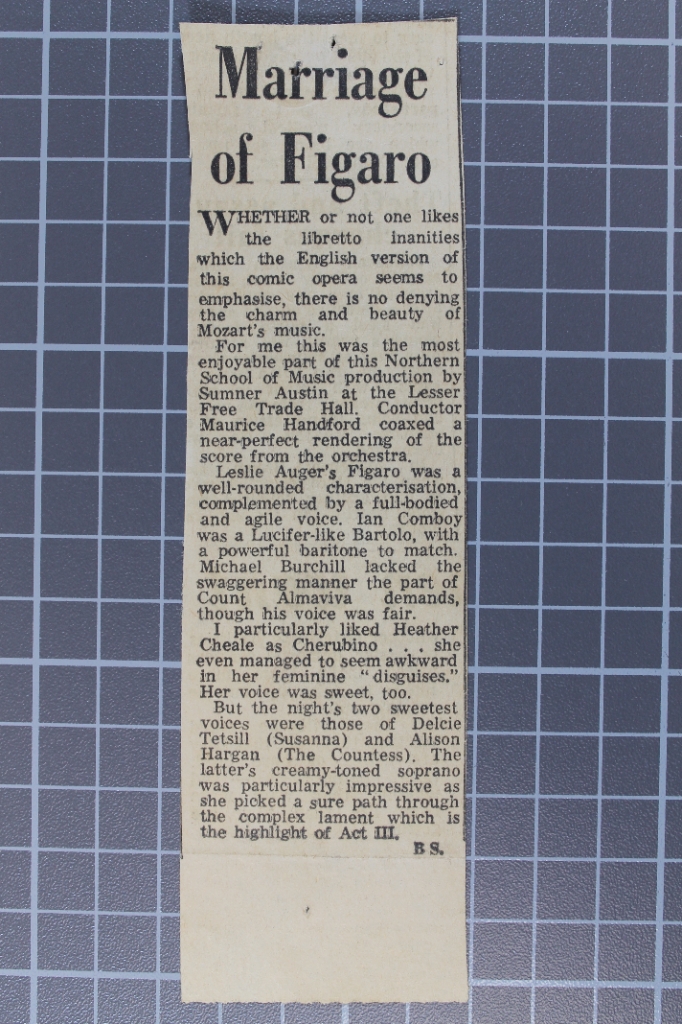 Marriage
of Figaro
WHETHER or not one likes
the libretto inanities
which the English version of
this comic opera seems to
emphasise, there is no denying
the charm and beauty of
Mozart's music.
For me this was the most
enjoyable part of this Northern
School of Music production by
Sumner Austin at the Lesser
Free Trade Hall. Conductor
Maurice Handford coaxed a
near-perfect rendering of the
score from the orchestra.
Leslie Auger's Figaro was a
well-rounded characterisation,
complemented by a full-bodied
and agile voice. Ian Comboy
was a Lucifer-like Bartolo, with
a powerful baritone to match.
Michael Burchill lacked the
swaggering manner the part of
Count Almaviva demands,
though his voice was fair.
I particularly liked Heather
Cheale as Cherubino . . . she
even managed to seem awkward
in her feminine "disguises."
Her voice was sweet, too.
But the night's two sweetest
voices were those of Delcie
Tetsill (Susanna) and Alison
Hargan (The Countess). The
latter's creamy-toned soprano
was particularly impressive as
she picked a sure path through
the complex lament which is
the highlight of Act III.
B S.